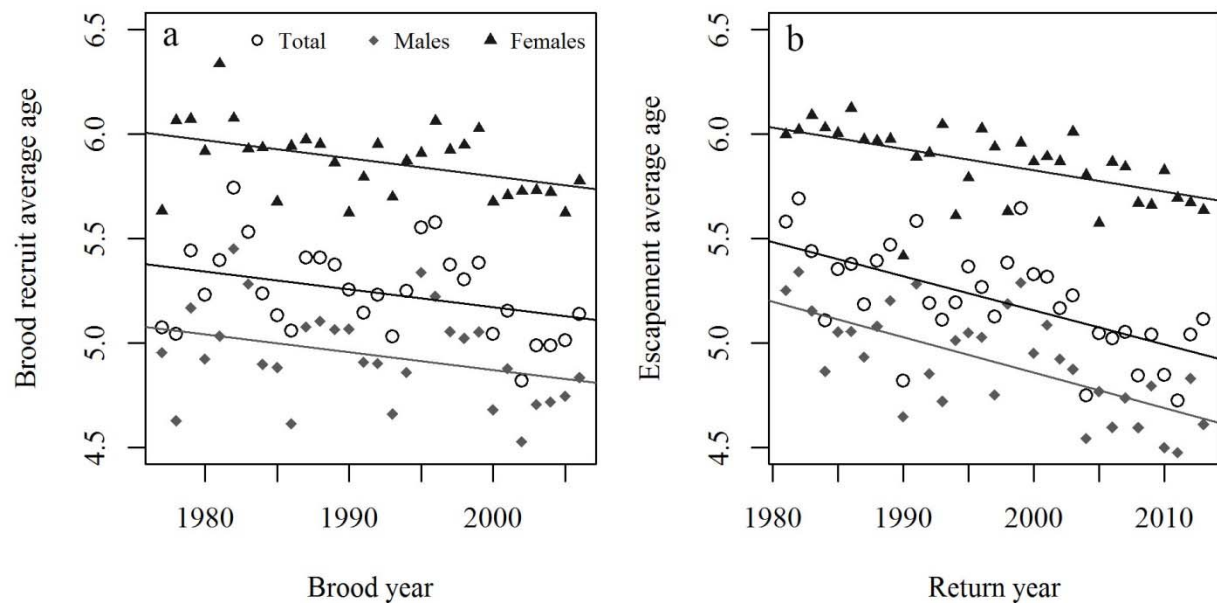 a
Total Males Females
Brood recruit average age
6.5
6.0
5.5
5.0
4.5
1980 1990 2000
Brood year
b
Escapement average age
6.5
6.0
5.5
5.0
4.5
1980 1990 2000 2010
Return year